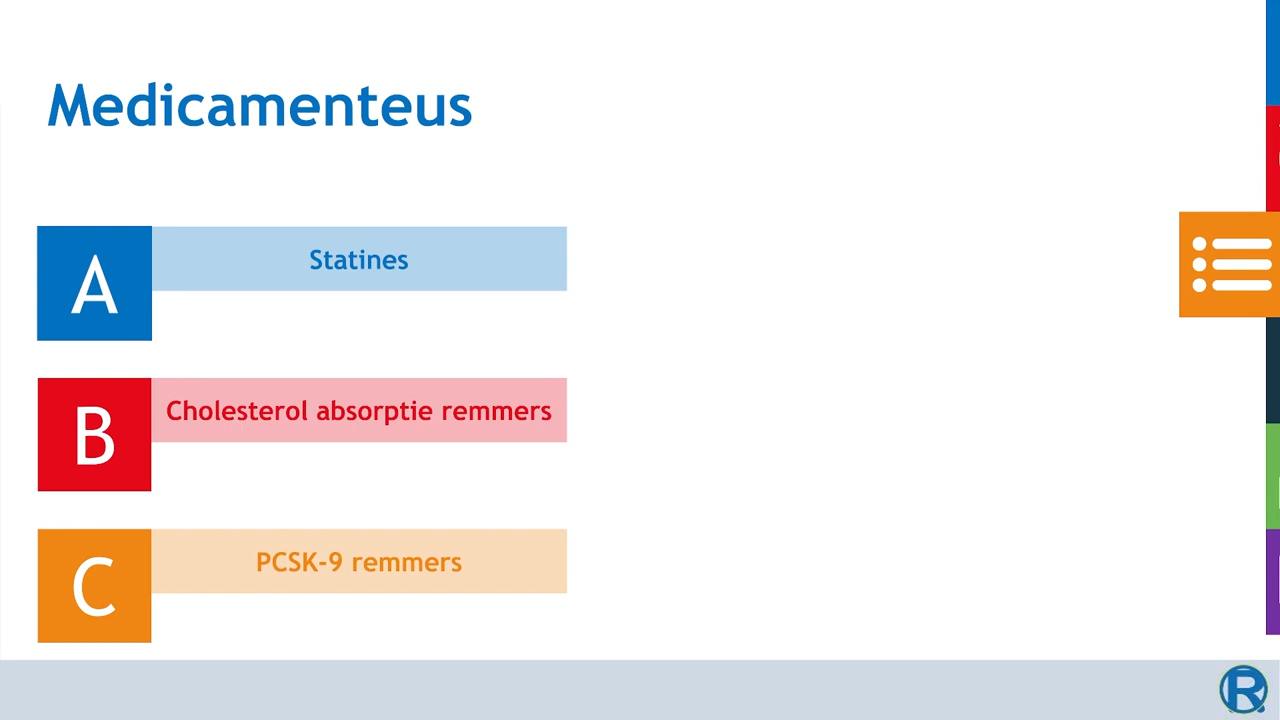 Medicamenteus
A
Statines
B
Cholesterol absorptie remmers
C
PCSK-9 remmers
R